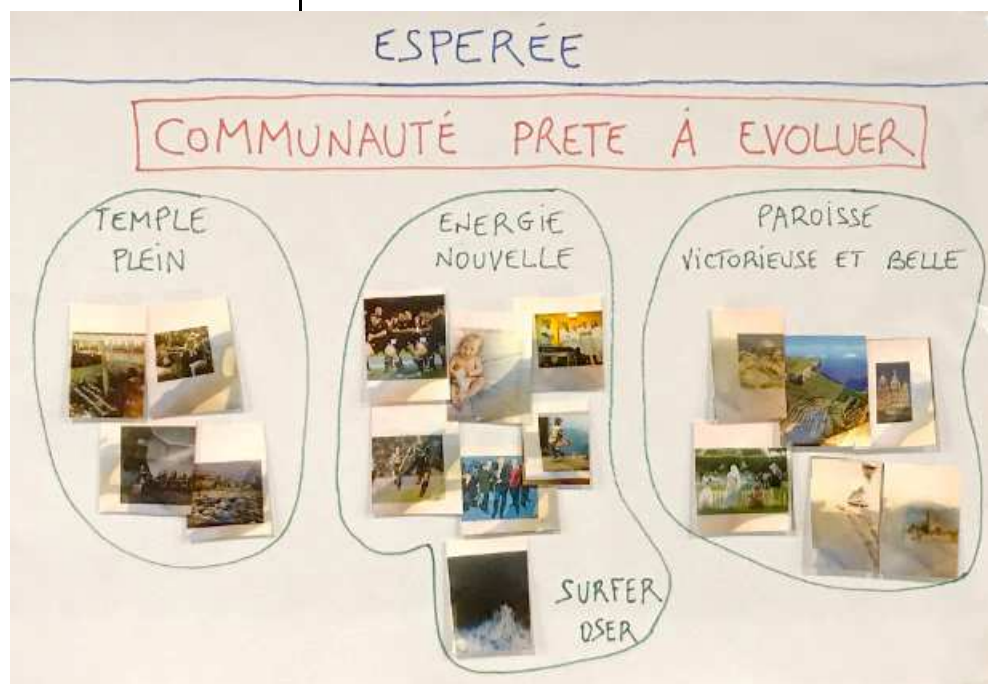 ESPERÉE
COMMUNAUTÉ PRETE À EVOLUER
TEMPLE
PLEIN
ENERGIE
NOUVELLE
PAROISSE
VICTORIEUSE ET BELLE
SURFER
OSER